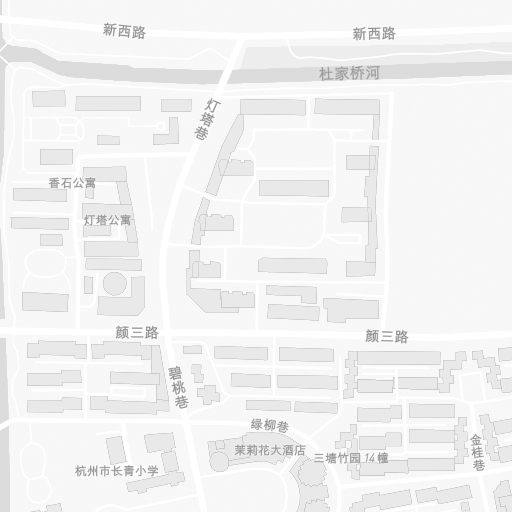 新西路
新西路
杜家桥河
灯塔巷
香石公寓
灯塔公寓
颜三路
颜三路
碧桃巷
绿柳巷
茉莉花大酒店
三塘竹园 14 幢
金桂巷
杭州市长青小学